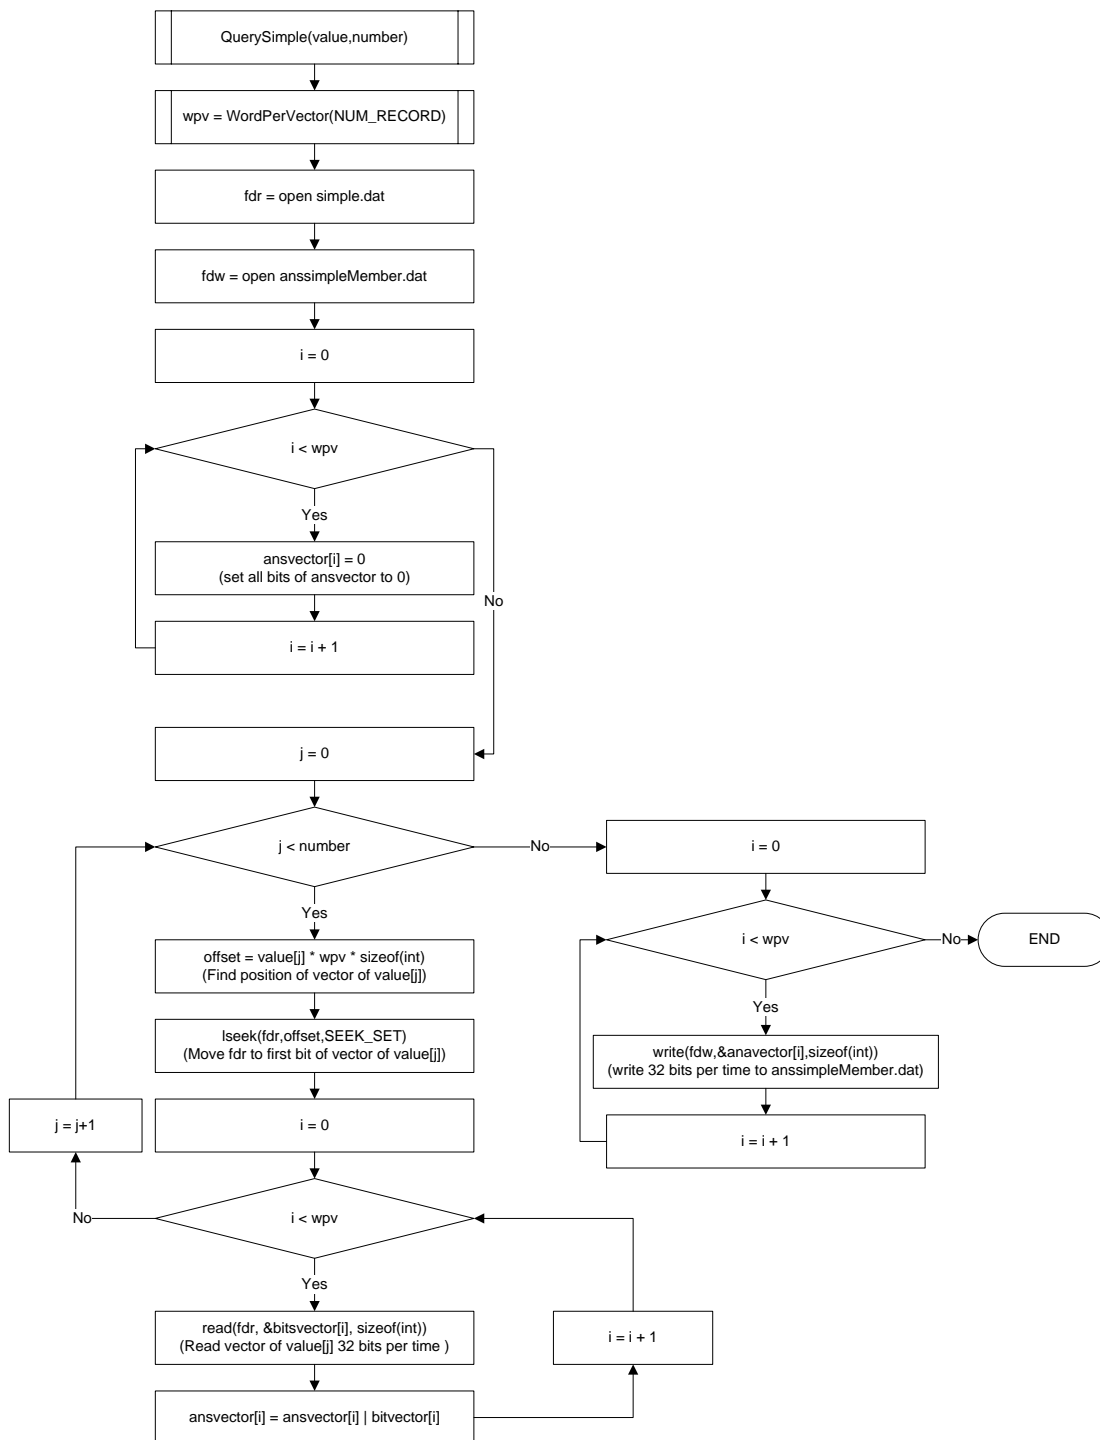 QuerySimple(value,number)
wpv = WordPerVector(NUM_RECORD)
fdr = open simple.dat
fdw = open anssimpleMember.dat
i = 0
i < wpv
Yes
ansvector[i] = 0
(set all bits of ansvector to 0)
No
i = i + 1
j = 0
j < number
No
i = 0
Yes
i < wpv
No
END
offset = value[j] * wpv * sizeof(int)
(Find position of vector of value[j])
Yes
lseek(fdr,offset,SEEK_SET)
(Move fdr to first bit of vector of value[j])
write(fdw,&anavector[i],sizeof(int))
(write 32 bits per time to anssimpleMember.dat)
j = j+1
i = 0
i = i + 1
No
i < wpv
Yes
read(fdr, &bitsvector[i], sizeof(int))
(Read vector of value[j] 32 bits per time )
i = i + 1
ansvector[i] = ansvector[i] | bitvector[i]